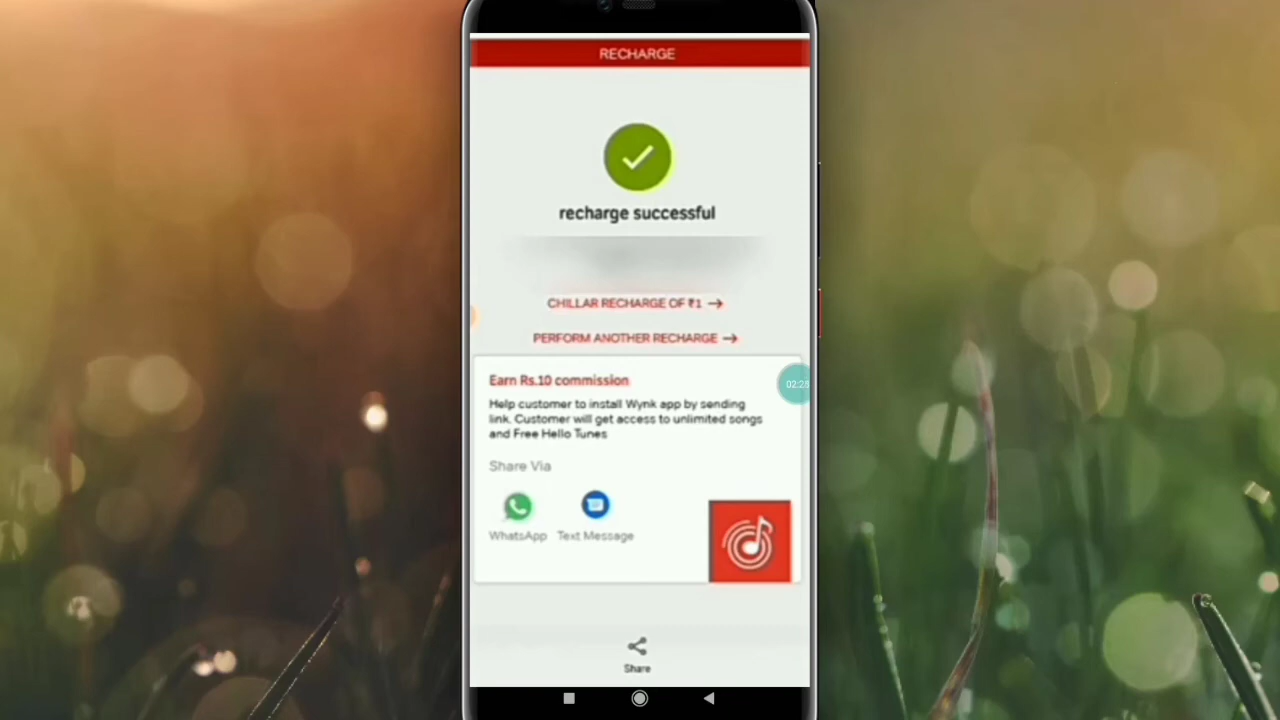 RECHARGE
recharge successful
CHILLAR RECHARGE OF ₹1 →
PERFORM ANOTHER RECHARGE →
Earn Rs.10 commission
Help customer to install Wynk app by sending
link. Customer will get access to unlimited songs
and Free Hello Tunes
Share Via
WhatsApp Text Message
Share